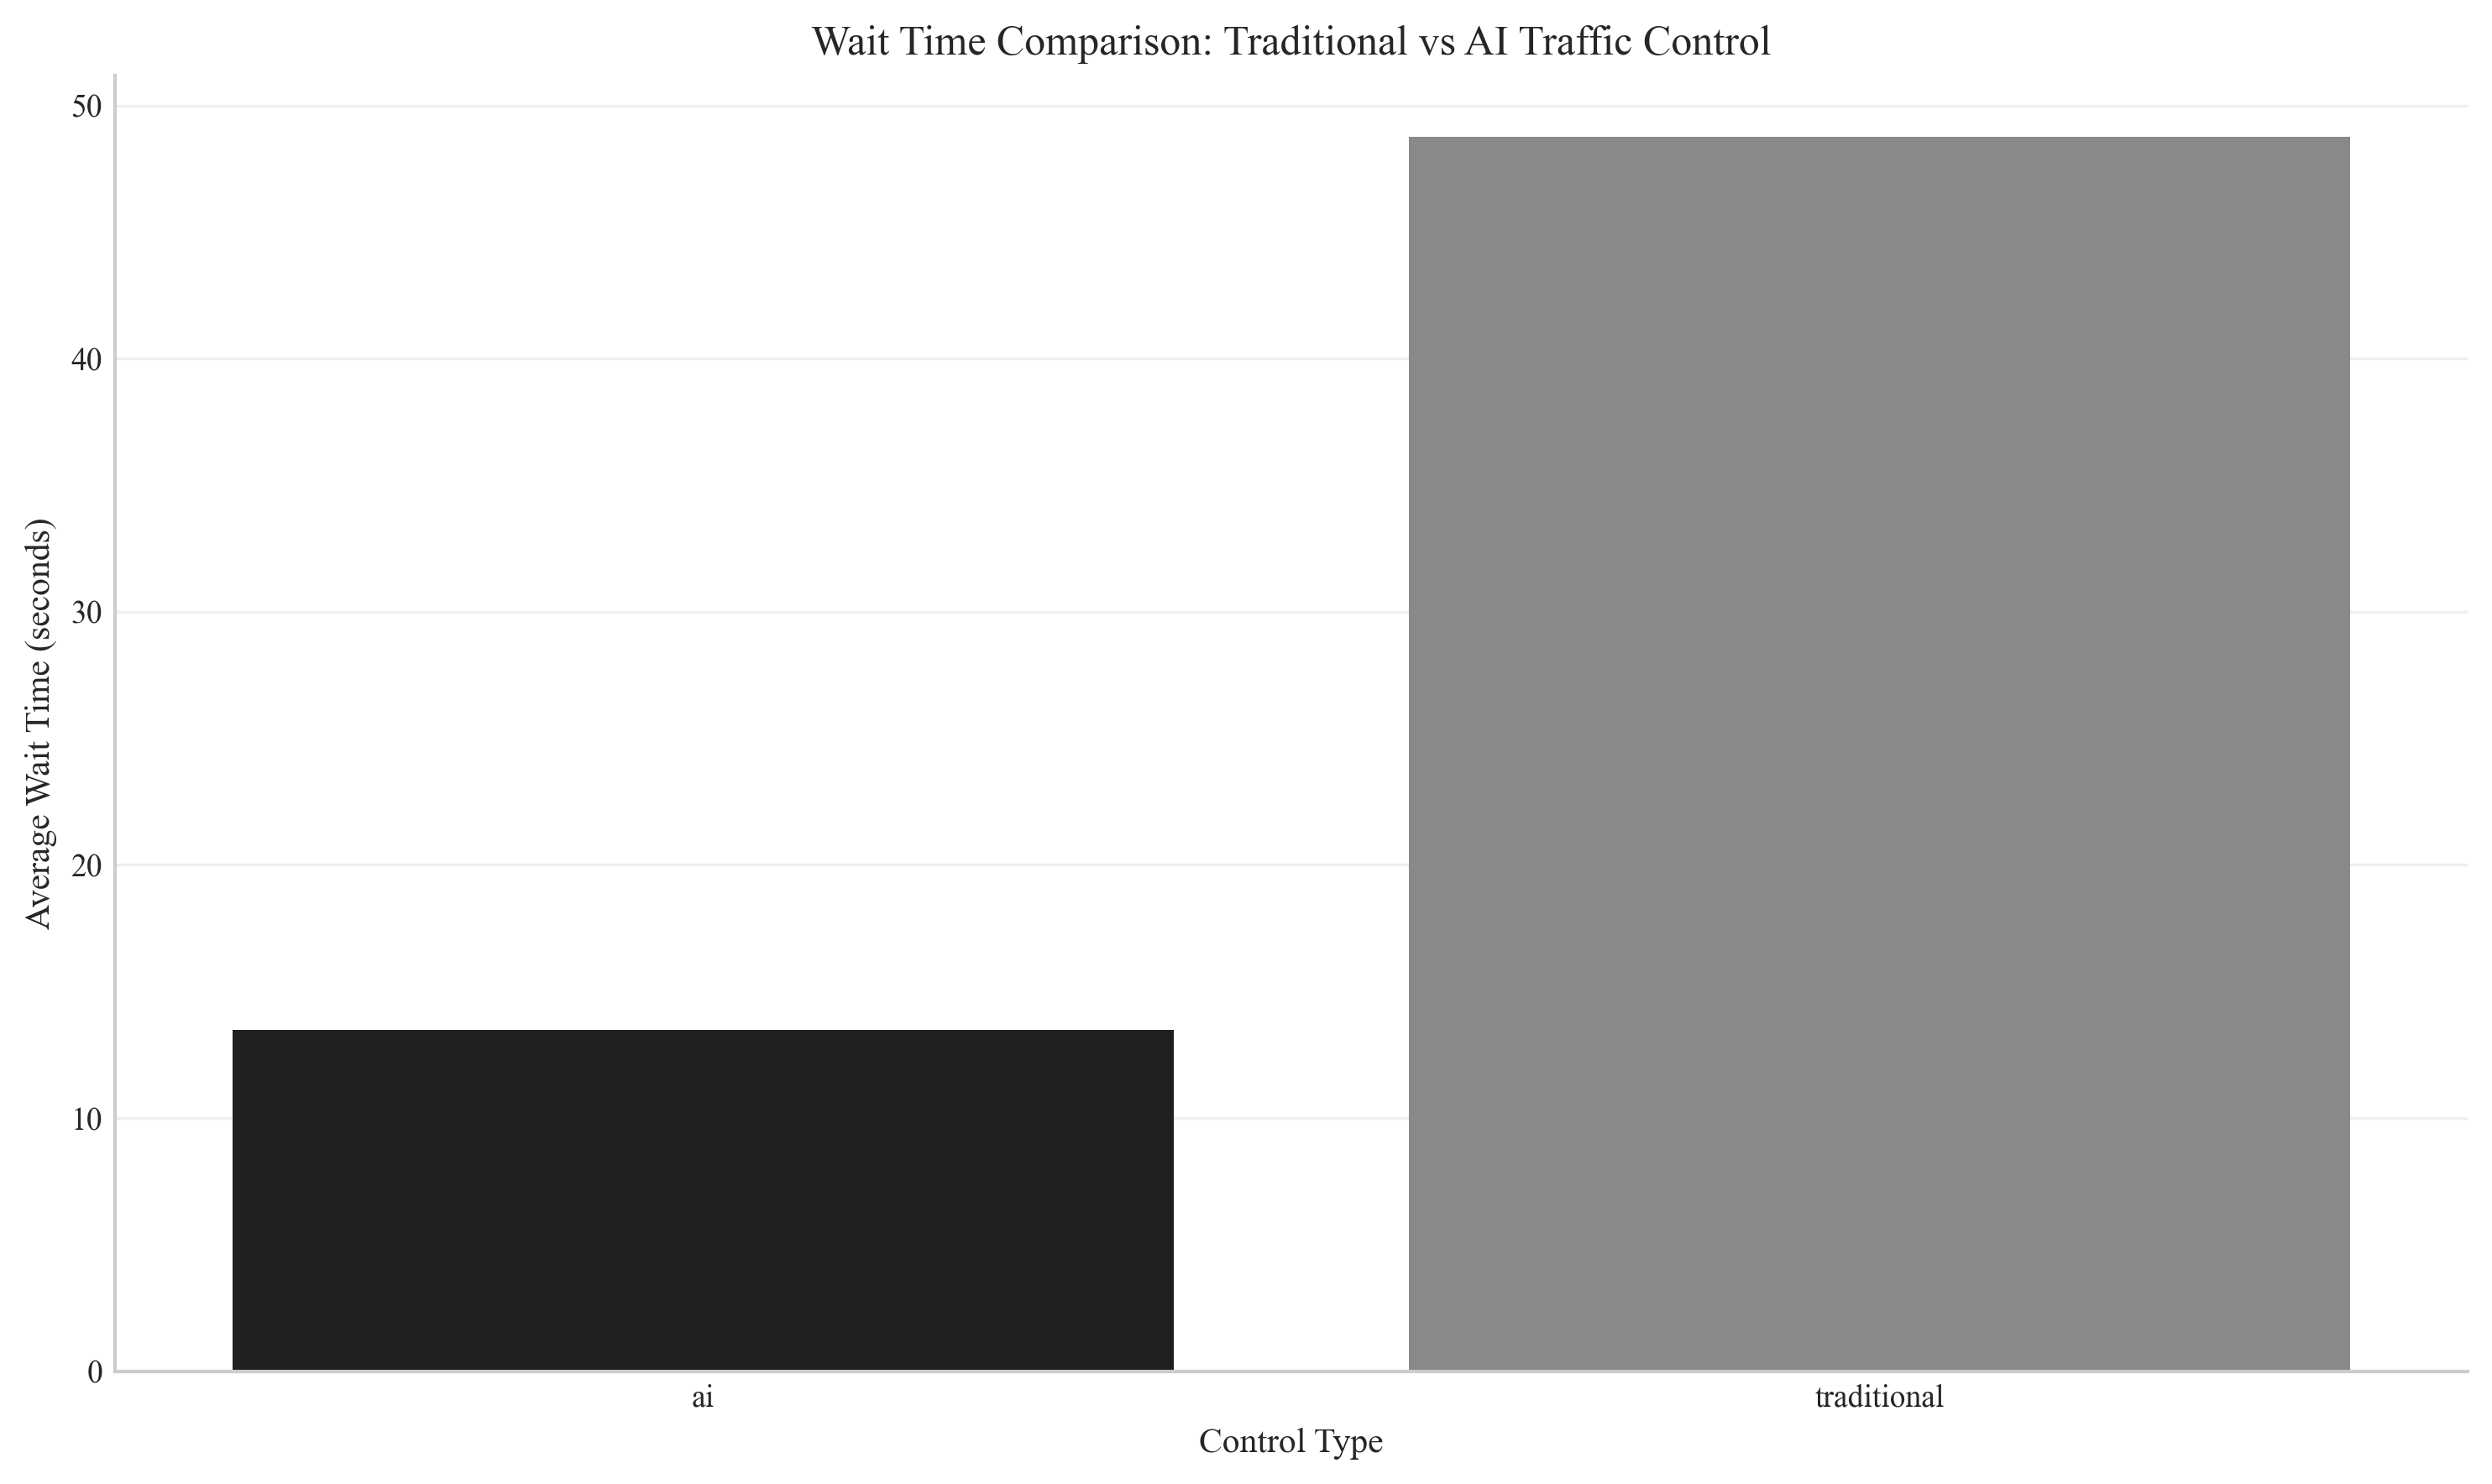 Wait Time Comparison: Traditional vs AI Traffic Control
Average Wait Time (seconds)
50
40
30
20
10
0
ai
traditional
Control Type